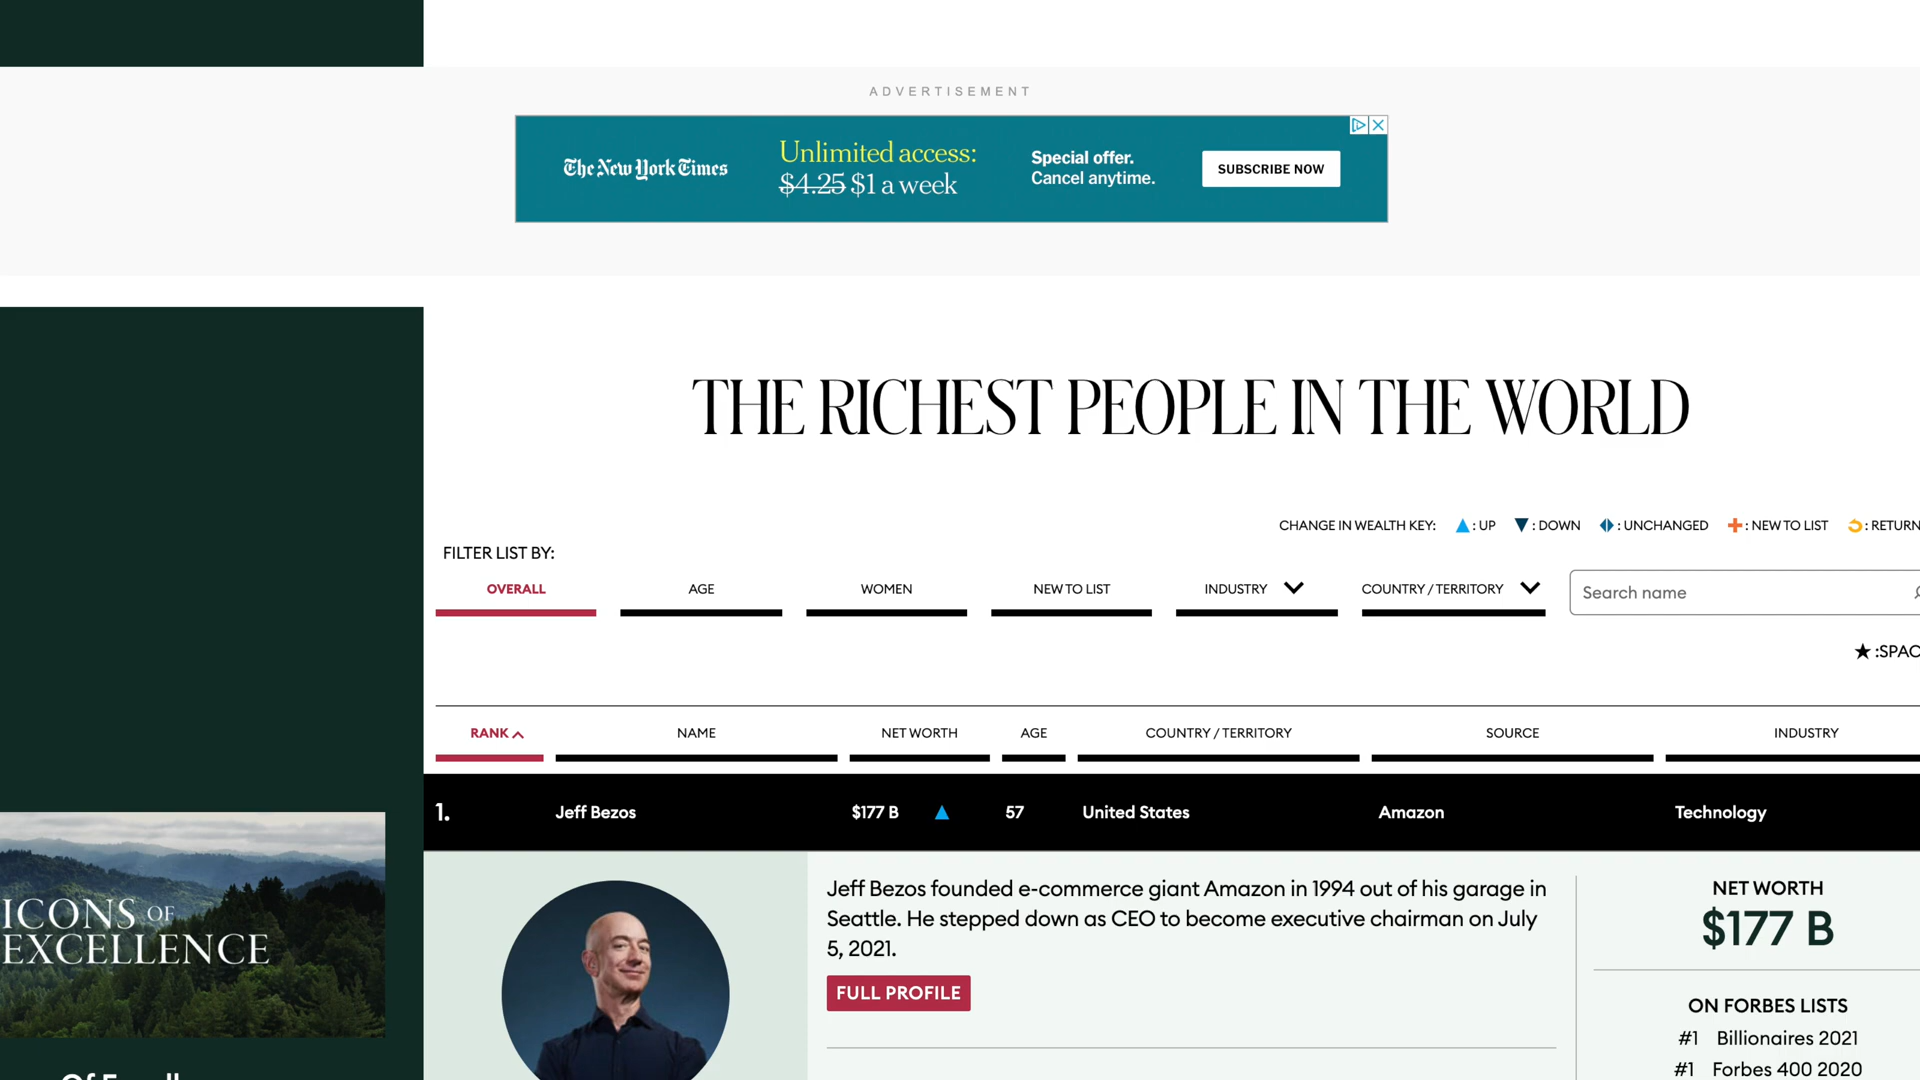 ADVERTISEMENT
The New York Times
Unlimited access:
$4.25 $1 a week
Special offer.
Cancel anytime.
SUBSCRIBE NOW
THE RICHEST PEOPLE IN THE WORLD
CHANGE IN WEALTH KEY: : UP : DOWN : UNCHANGED : NEW TO LIST : RETURN
FILTER LIST BY:
OVERALL AGE WOMEN NEW TO LIST INDUSTRY COUNTRY / TERRITORY Search name
★ :SPAC
RANK NAME NET WORTH AGE COUNTRY / TERRITORY SOURCE INDUSTRY
1. Jeff Bezos $177 B 57 United States Amazon Technology
ICONS OF
EXCELLENCE
Jeff Bezos founded e-commerce giant Amazon in 1994 out of his garage in
Seattle. He stepped down as CEO to become executive chairman on July
5, 2021.
FULL PROFILE
NET WORTH
$177 B
ON FORBES LISTS
#1 Billionaires 2021
#1 Forbes 400 2020